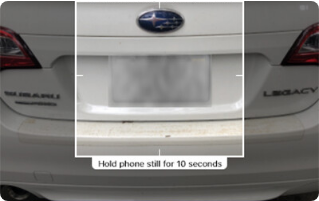 SUBARU
LEGACY
Hold phone still for 10 seconds